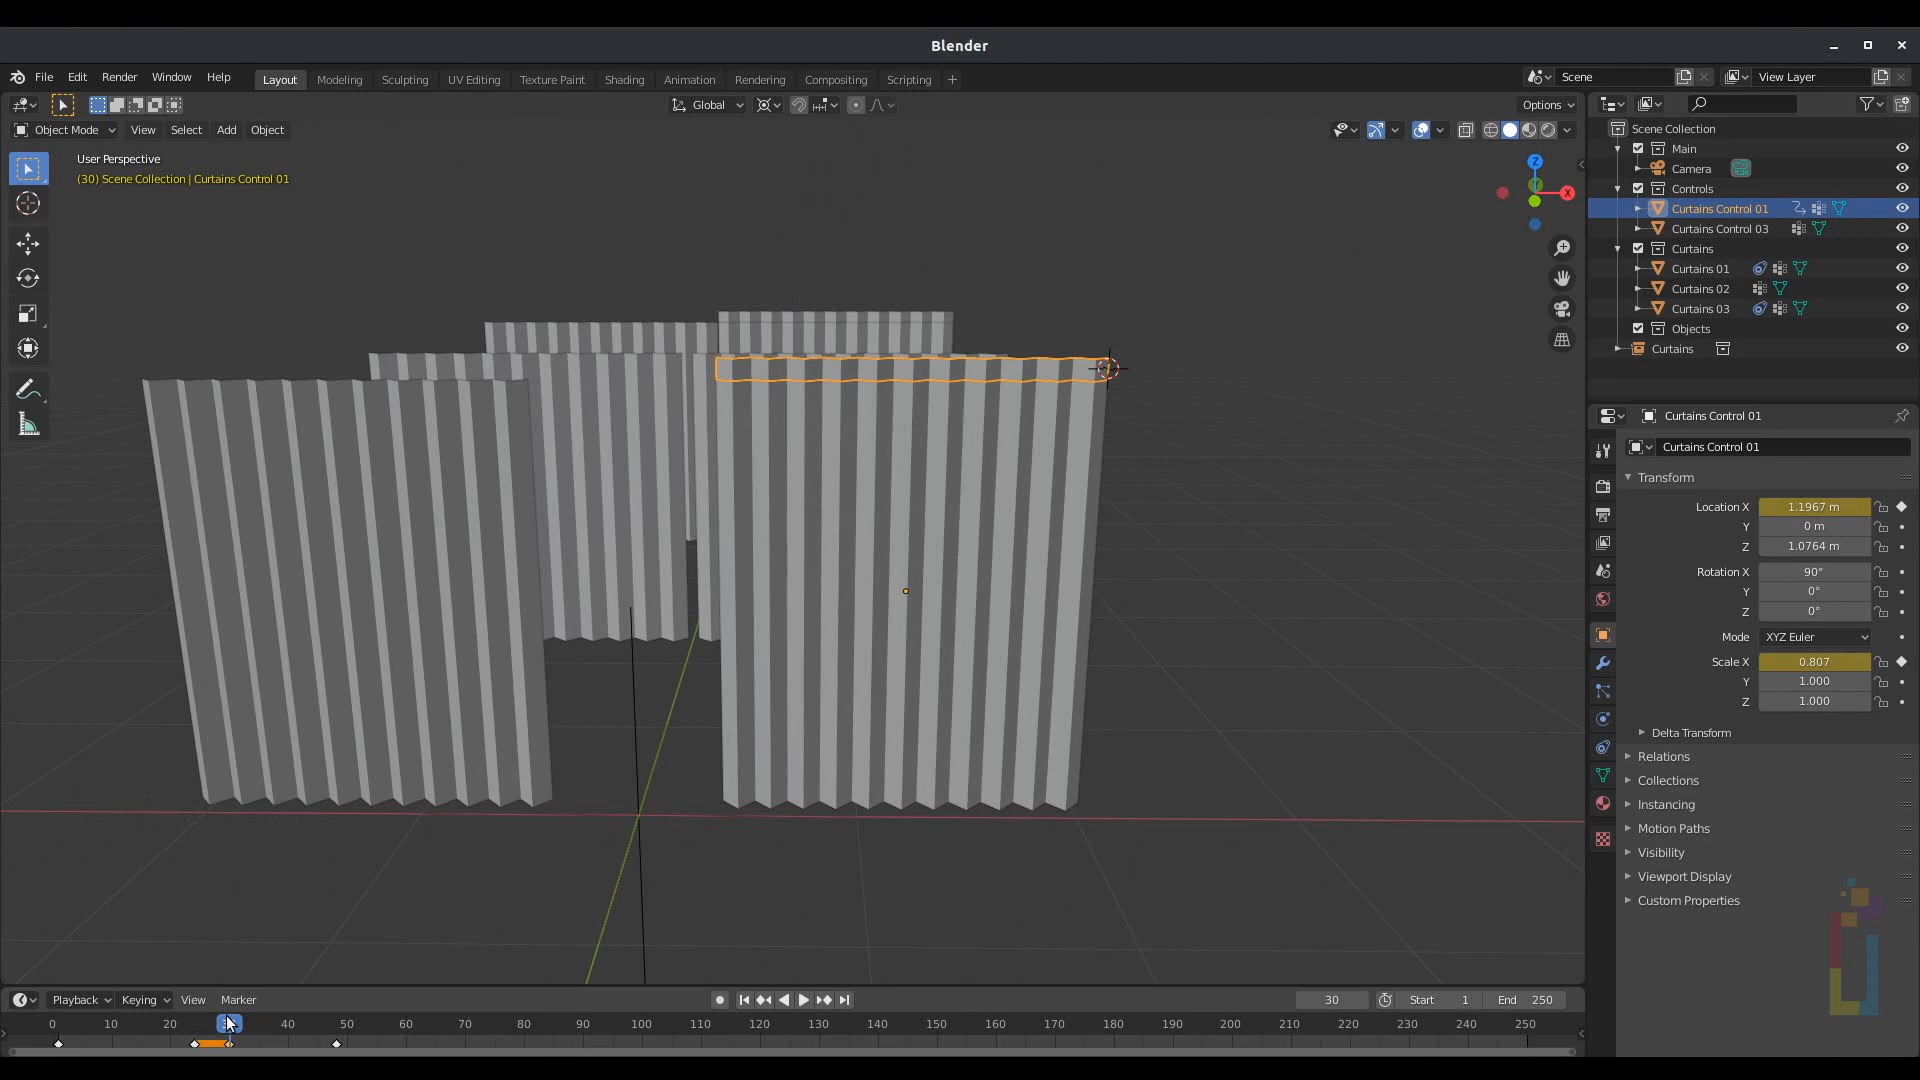 Blender
File Edit Render Window Help Layout Modeling Sculpting UV Editing Texture Paint Shading Animation Rendering Compositing Scripting + Scene View Layer
Global Options
Object Mode View Select Add Object
User Perspective
(30) Scene Collection | Curtains Control 01
Z
Y
X
Scene Collection
Main
Camera
Controls
Curtains Control 01
Curtains Control 03
Curtains
Curtains 01
Curtains 02
Curtains 03
Objects
Curtains
Curtains Control 01
Curtains Control 01
Transform
Location X 1.1967 m
Y 0 m
Z 1.0764 m
Rotation X 90°
Y 0°
Z 0°
Mode XYZ Euler
Scale X 0.807
Y 1.000
Z 1.000
Delta Transform
Relations
Collections
Instancing
Motion Paths
Visibility
Viewport Display
Custom Properties
Playback Keying View Marker 30 Start 1 End 250
0 10 20 40 50 60 70 80 90 100 110 120 130 140 150 160 170 180 190 200 210 220 230 240 250